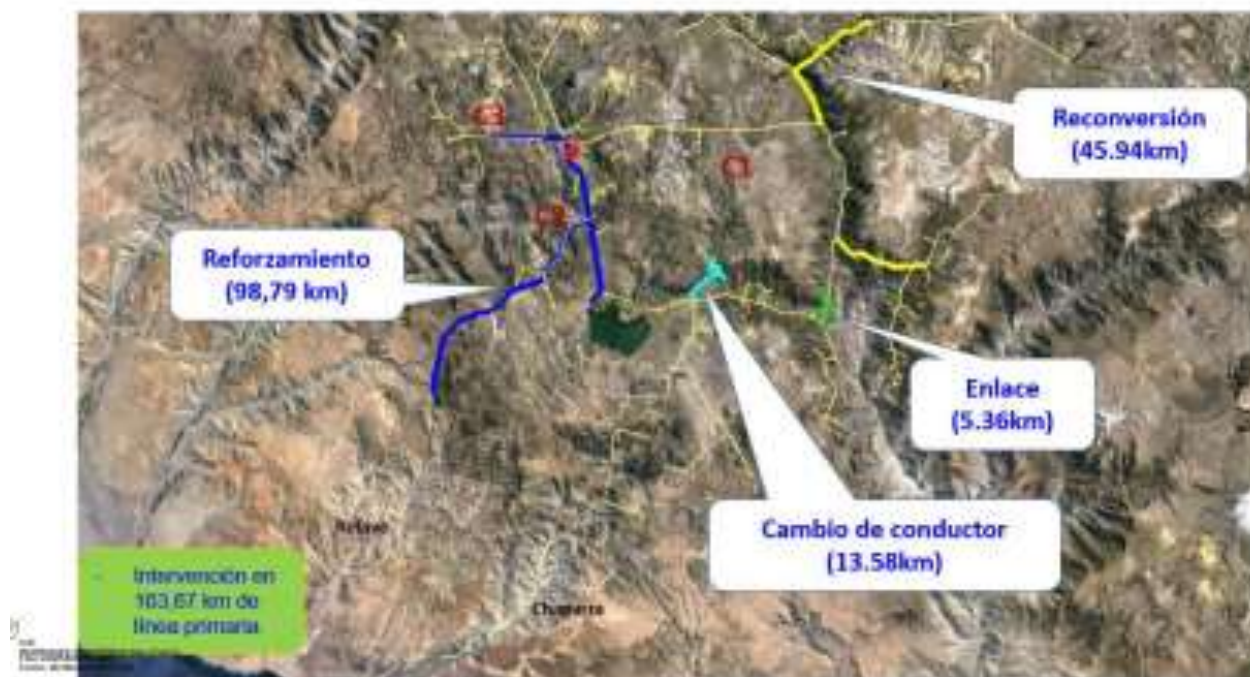 Reconversión
(45.94km)
Reforzamiento
(98,79 km)
Enlace
(5.36km)
Cambio de conductor
(13.58km)
- Intervención en
163,67 km de
línea primaria